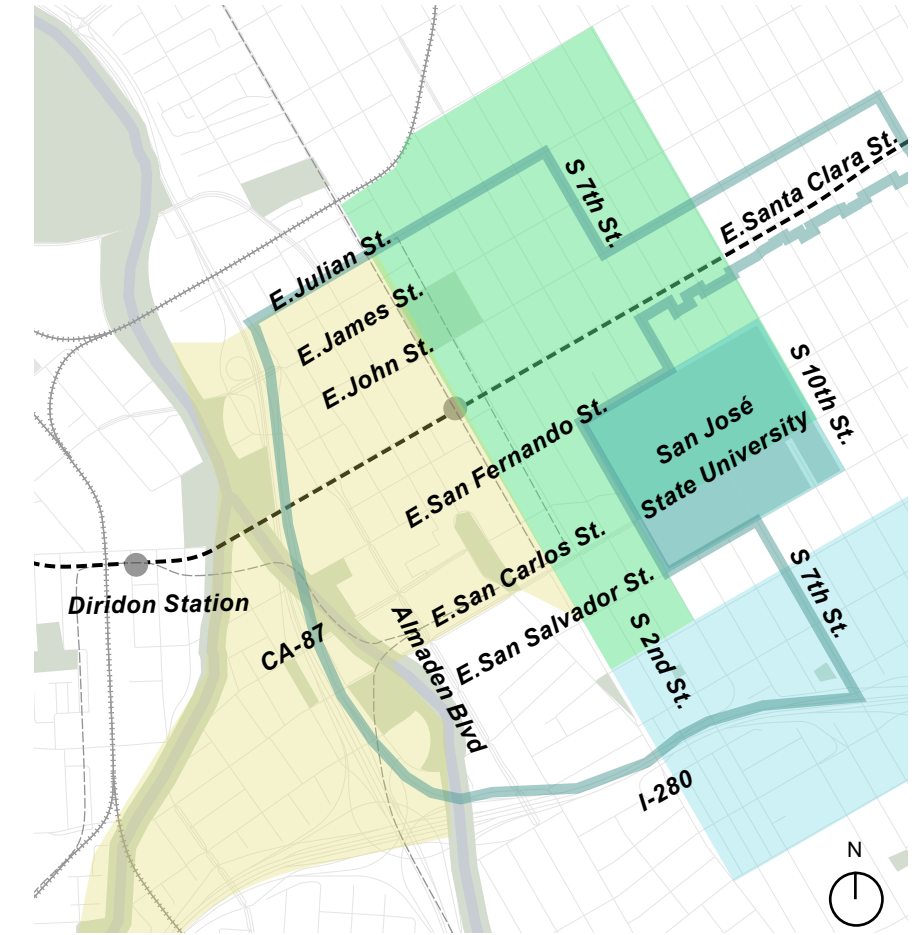 S 7th St.
E.Santa Clara St.
E.Julian St.
E.James St.
E.John St.
S 10th St.
San José
State University
E.San Fernando St.
E.San Carlos St.
E.San Salvador St.
S 7th St.
Diridon Station
CA-87
Almaden Blvd
S 2nd St.
I-280
N